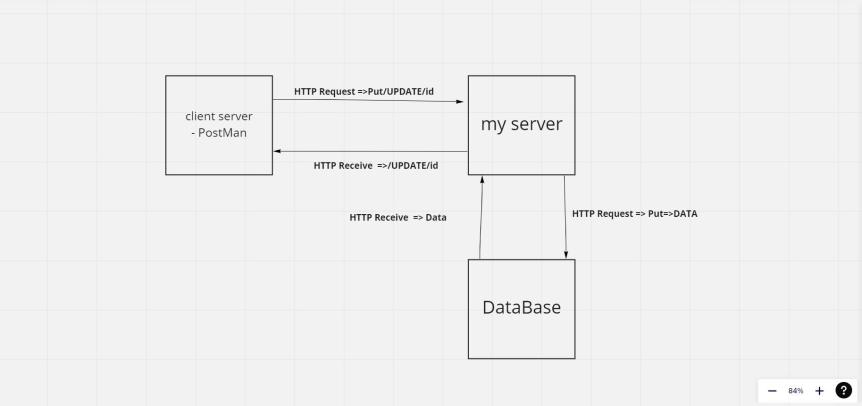 HTTP Request =>Put/UPDATE/id
client server
- PostMan
my server
HTTP Receive =>/UPDATE/id
HTTP Receive => Data
HTTP Request => Put=>DATA
DataBase
84%
?